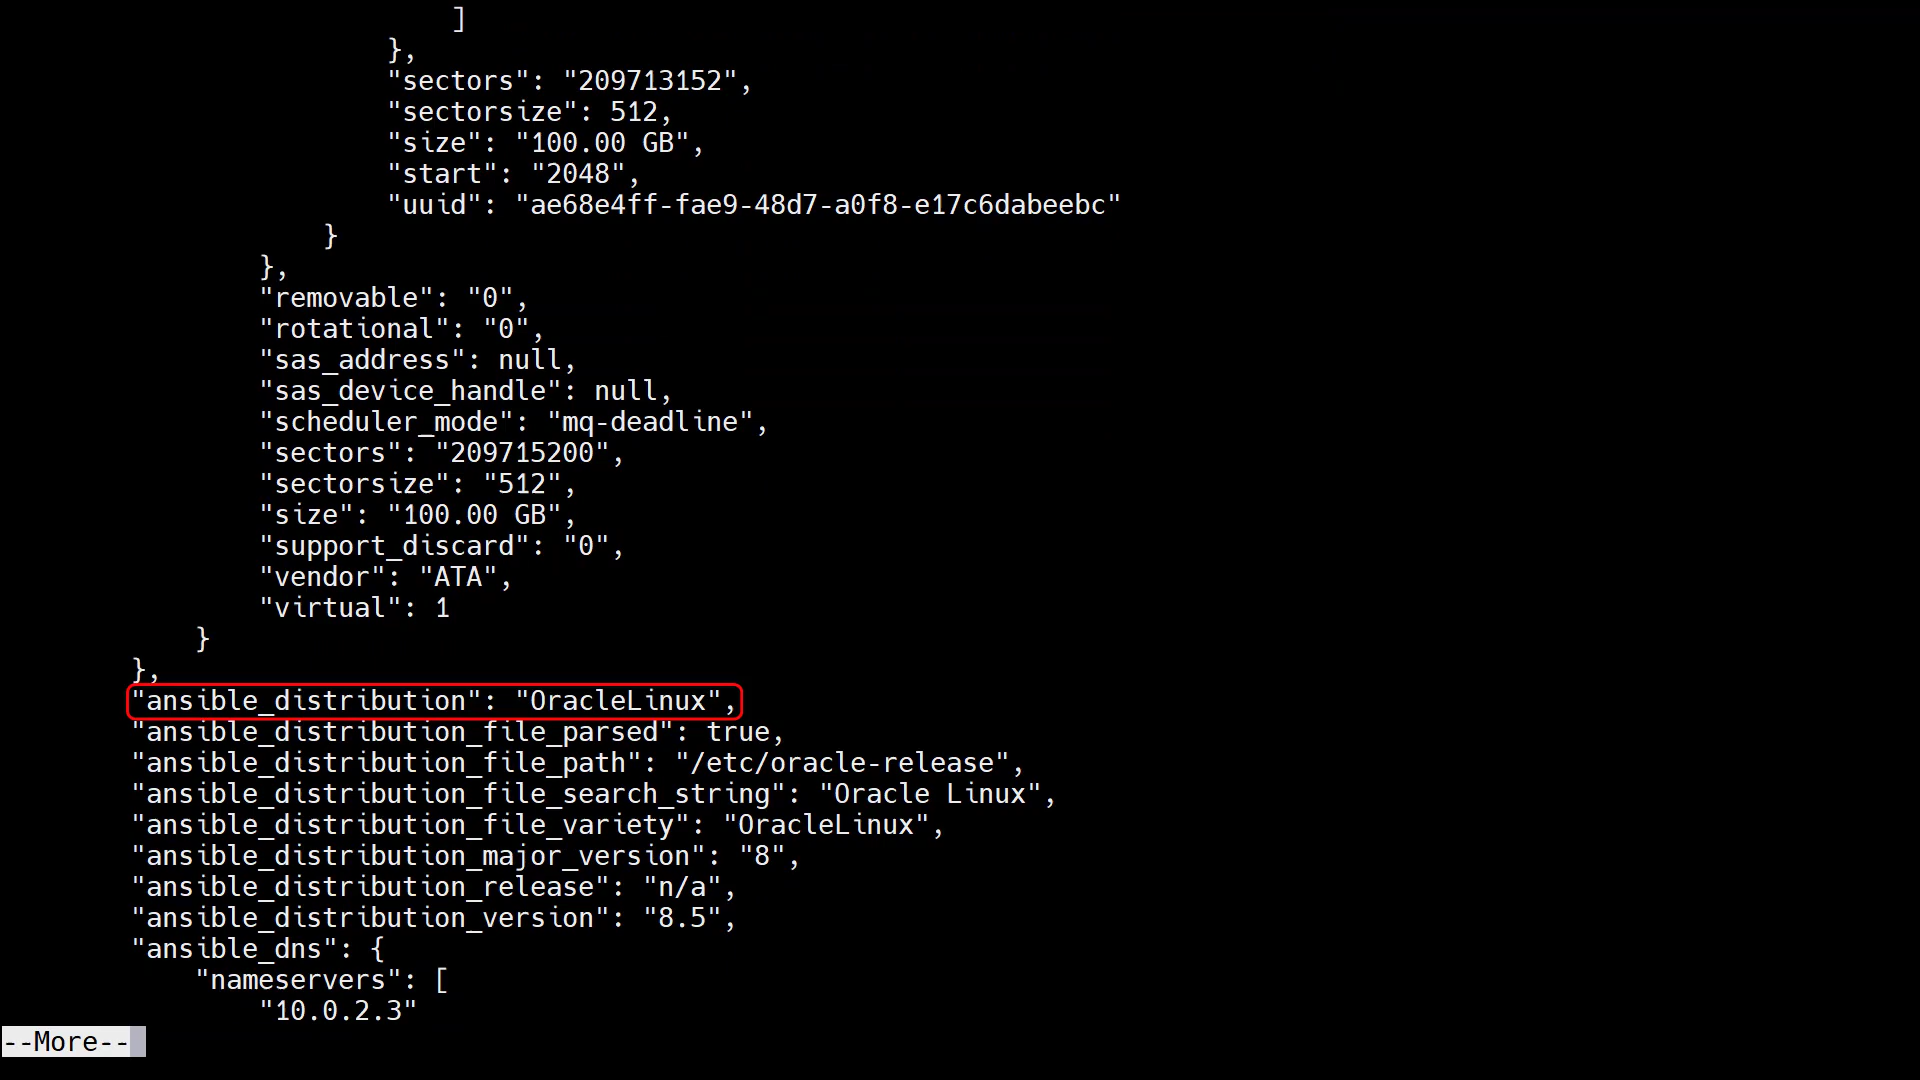 ]
},
"sectors": "209713152",
"sectorsize": 512,
"size": "100.00 GB",
"start": "2048",
"uuid": "ae68e4ff-fae9-48d7-a0f8-e17c6dabeebc"
}
},
"removable": "0",
"rotational": "0",
"sas_address": null,
"sas_device_handle": null,
"scheduler_mode": "mq-deadline",
"sectors": "209715200",
"sectorsize": "512",
"size": "100.00 GB",
"support_discard": "0",
"vendor": "ATA",
"virtual": 1
}
},
"ansible_distribution": "OracleLinux",
"ansible_distribution_file_parsed": true,
"ansible_distribution_file_path": "/etc/oracle-release",
"ansible_distribution_file_search_string": "Oracle Linux",
"ansible_distribution_file_variety": "OracleLinux",
"ansible_distribution_major_version": "8",
"ansible_distribution_release": "n/a",
"ansible_distribution_version": "8.5",
"ansible_dns": {
"nameservers": [
"10.0.2.3"
--More--